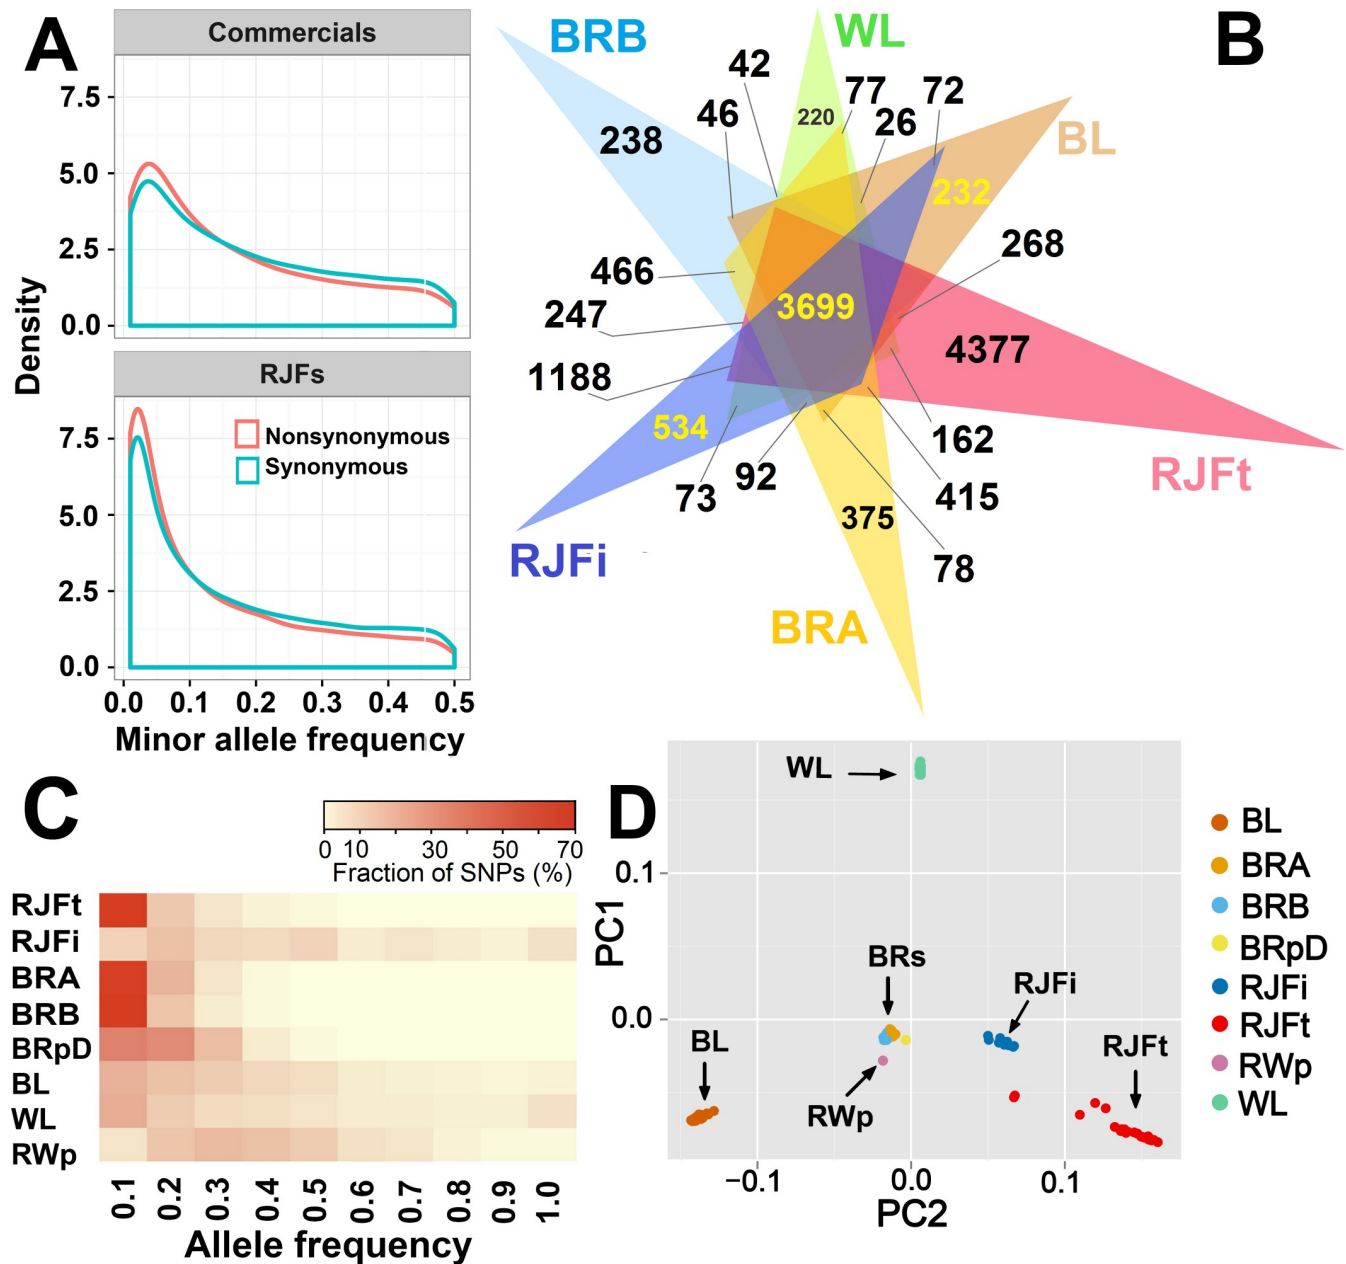 A
Commercials
7.5
5.0
2.5
0.0
Density
RJFs
Nonsynonymous
Synonymous
7.5
5.0
2.5
0.0
0.0 0.1 0.2 0.3 0.4 0.5
Minor allele frequency
B
BRB
WL
BL
RJFt
BRA
RJFi
42
46
238
220
77
26
72
232
268
466
247
1188
3699
4377
534
73
92
375
162
415
78
C
0 10 30 50 70
Fraction of SNPs (%)
RJFt
RJFi
BRA
BRB
BRpD
BL
WL
RWp
0.1 0.2 0.3 0.4 0.5 0.6 0.7 0.8 0.9 1.0
Allele frequency
D
WL
BRs
RJFi
BL
RWp
RJFt
0.1
0.0
PC1
−0.1 0.0 0.1
PC2
BL
BRA
BRB
BRpD
RJFi
RJFt
RWp
WL